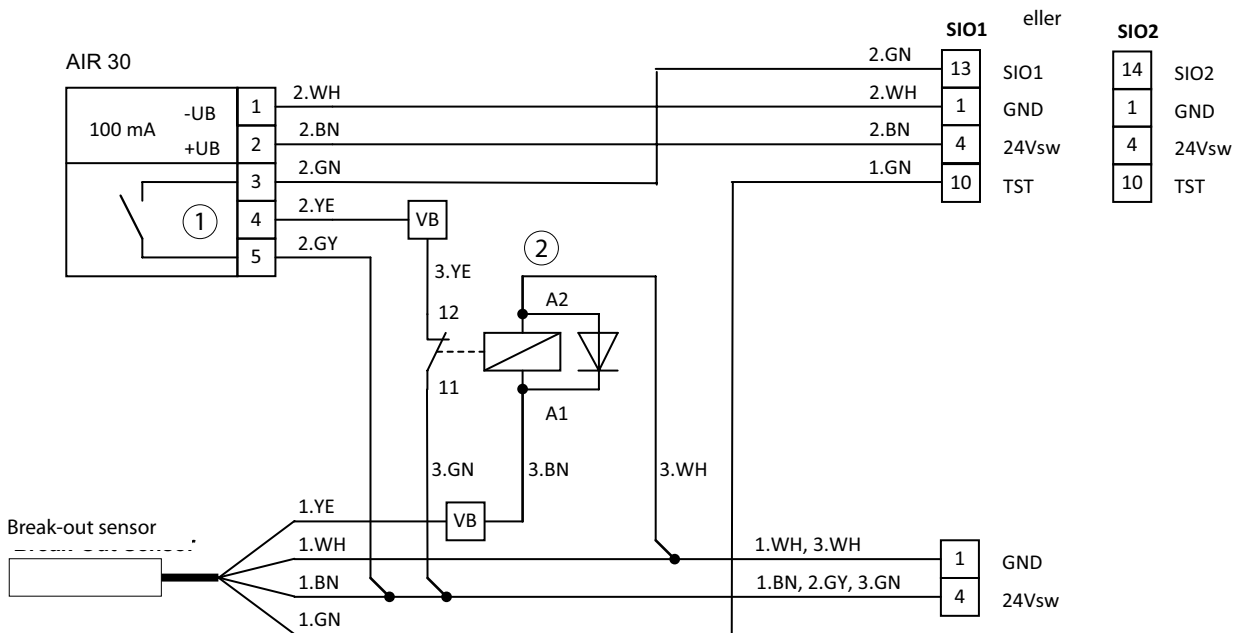 eller
SIO1
SIO2
AIR 30
2.GN
13
SIO1
14
SIO2
100 mA
-UB
1
2.WH
2.WH
1
GND
1
GND
+UB
2
2.BN
2.BN
4
24Vsw
4
24Vsw
3
2.GN
1.GN
10
TST
10
TST
1
4
2.YE
VB
5
2.GY
2
3.YE
A2
12
11
A1
3.GN
3.BN
3.WH
1.YE
VB
Break-out sensor
1.WH
1.WH, 3.WH
1
GND
1.BN
1.BN, 2.GY, 3.GN
4
24Vsw
1.GN